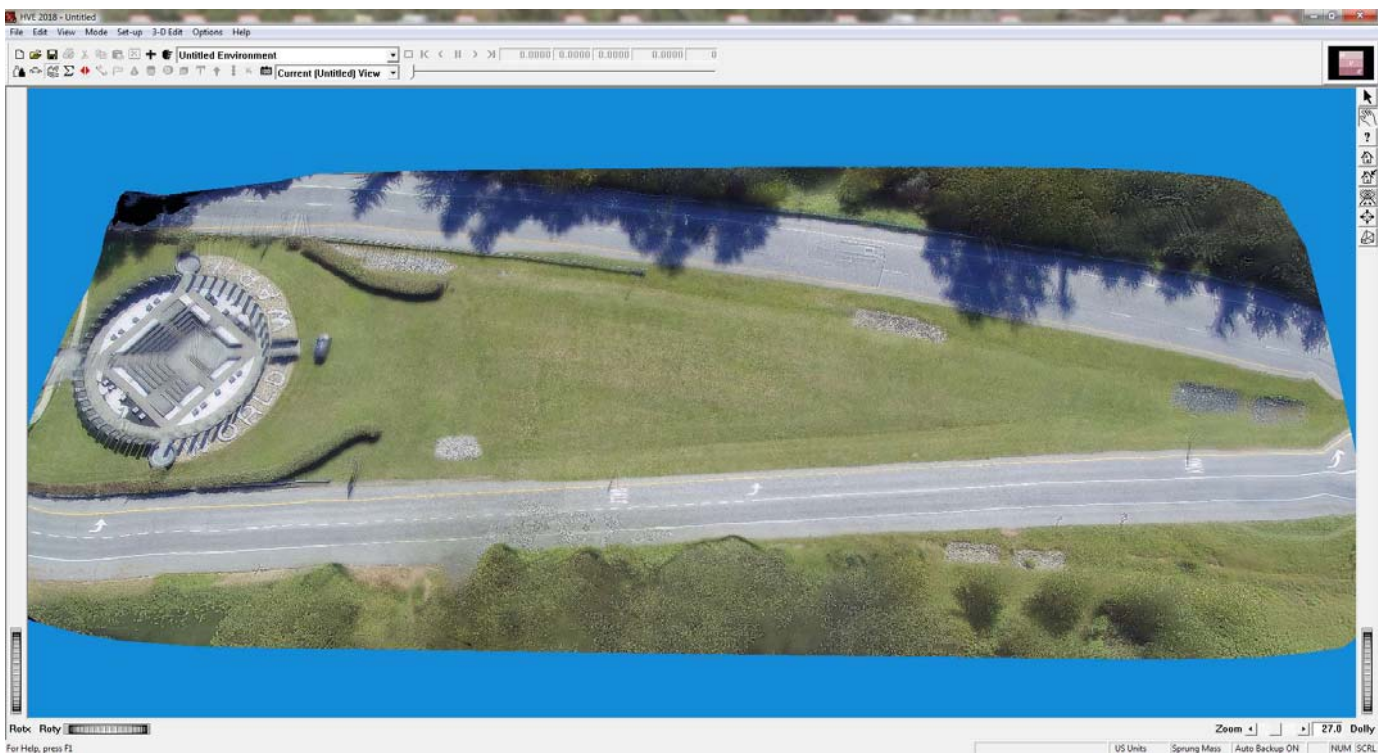 HVE 2018 - Untitled
File Edit View Mode Set-up 3-D Edit Options Help
Untitled Environment 0.0000 0.0000 0.0000 0.0000 0
Current (Untitled) View
?
WAR
WORLD
Rotx Roty Zoom 27.0 Dolly
For Help, press F1 US Units Sprung Mass Auto Backup ON NUM SCRL